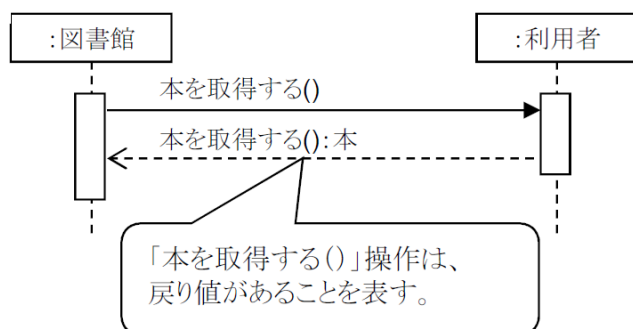 :図書館
:利用者
本を取得する()
本を取得する():本
「本を取得する()」操作は、
戻り値があることを表す。